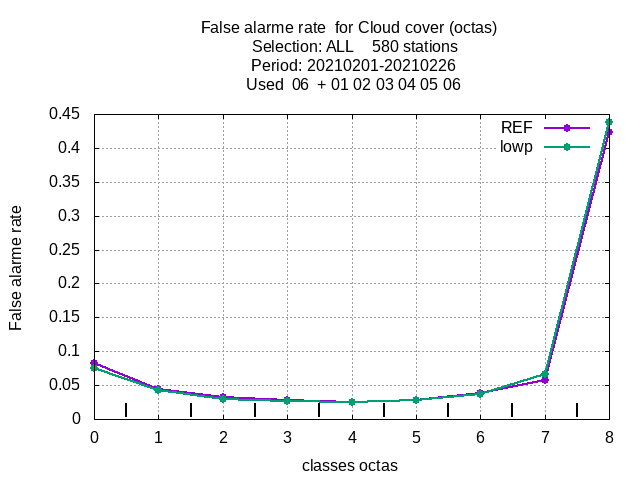 False alarme rate  for Cloud cover (octas)
Selection: ALL    580 stations
Period: 20210201-20210226
Used  06  + 01 02 03 04 05 06
REF
lowp
0.45
0.4
0.35
0.3
0.25
0.2
0.15
0.1
0.05
0
False alarme rate
0 1 2 3 4 5 6 7 8
classes octas